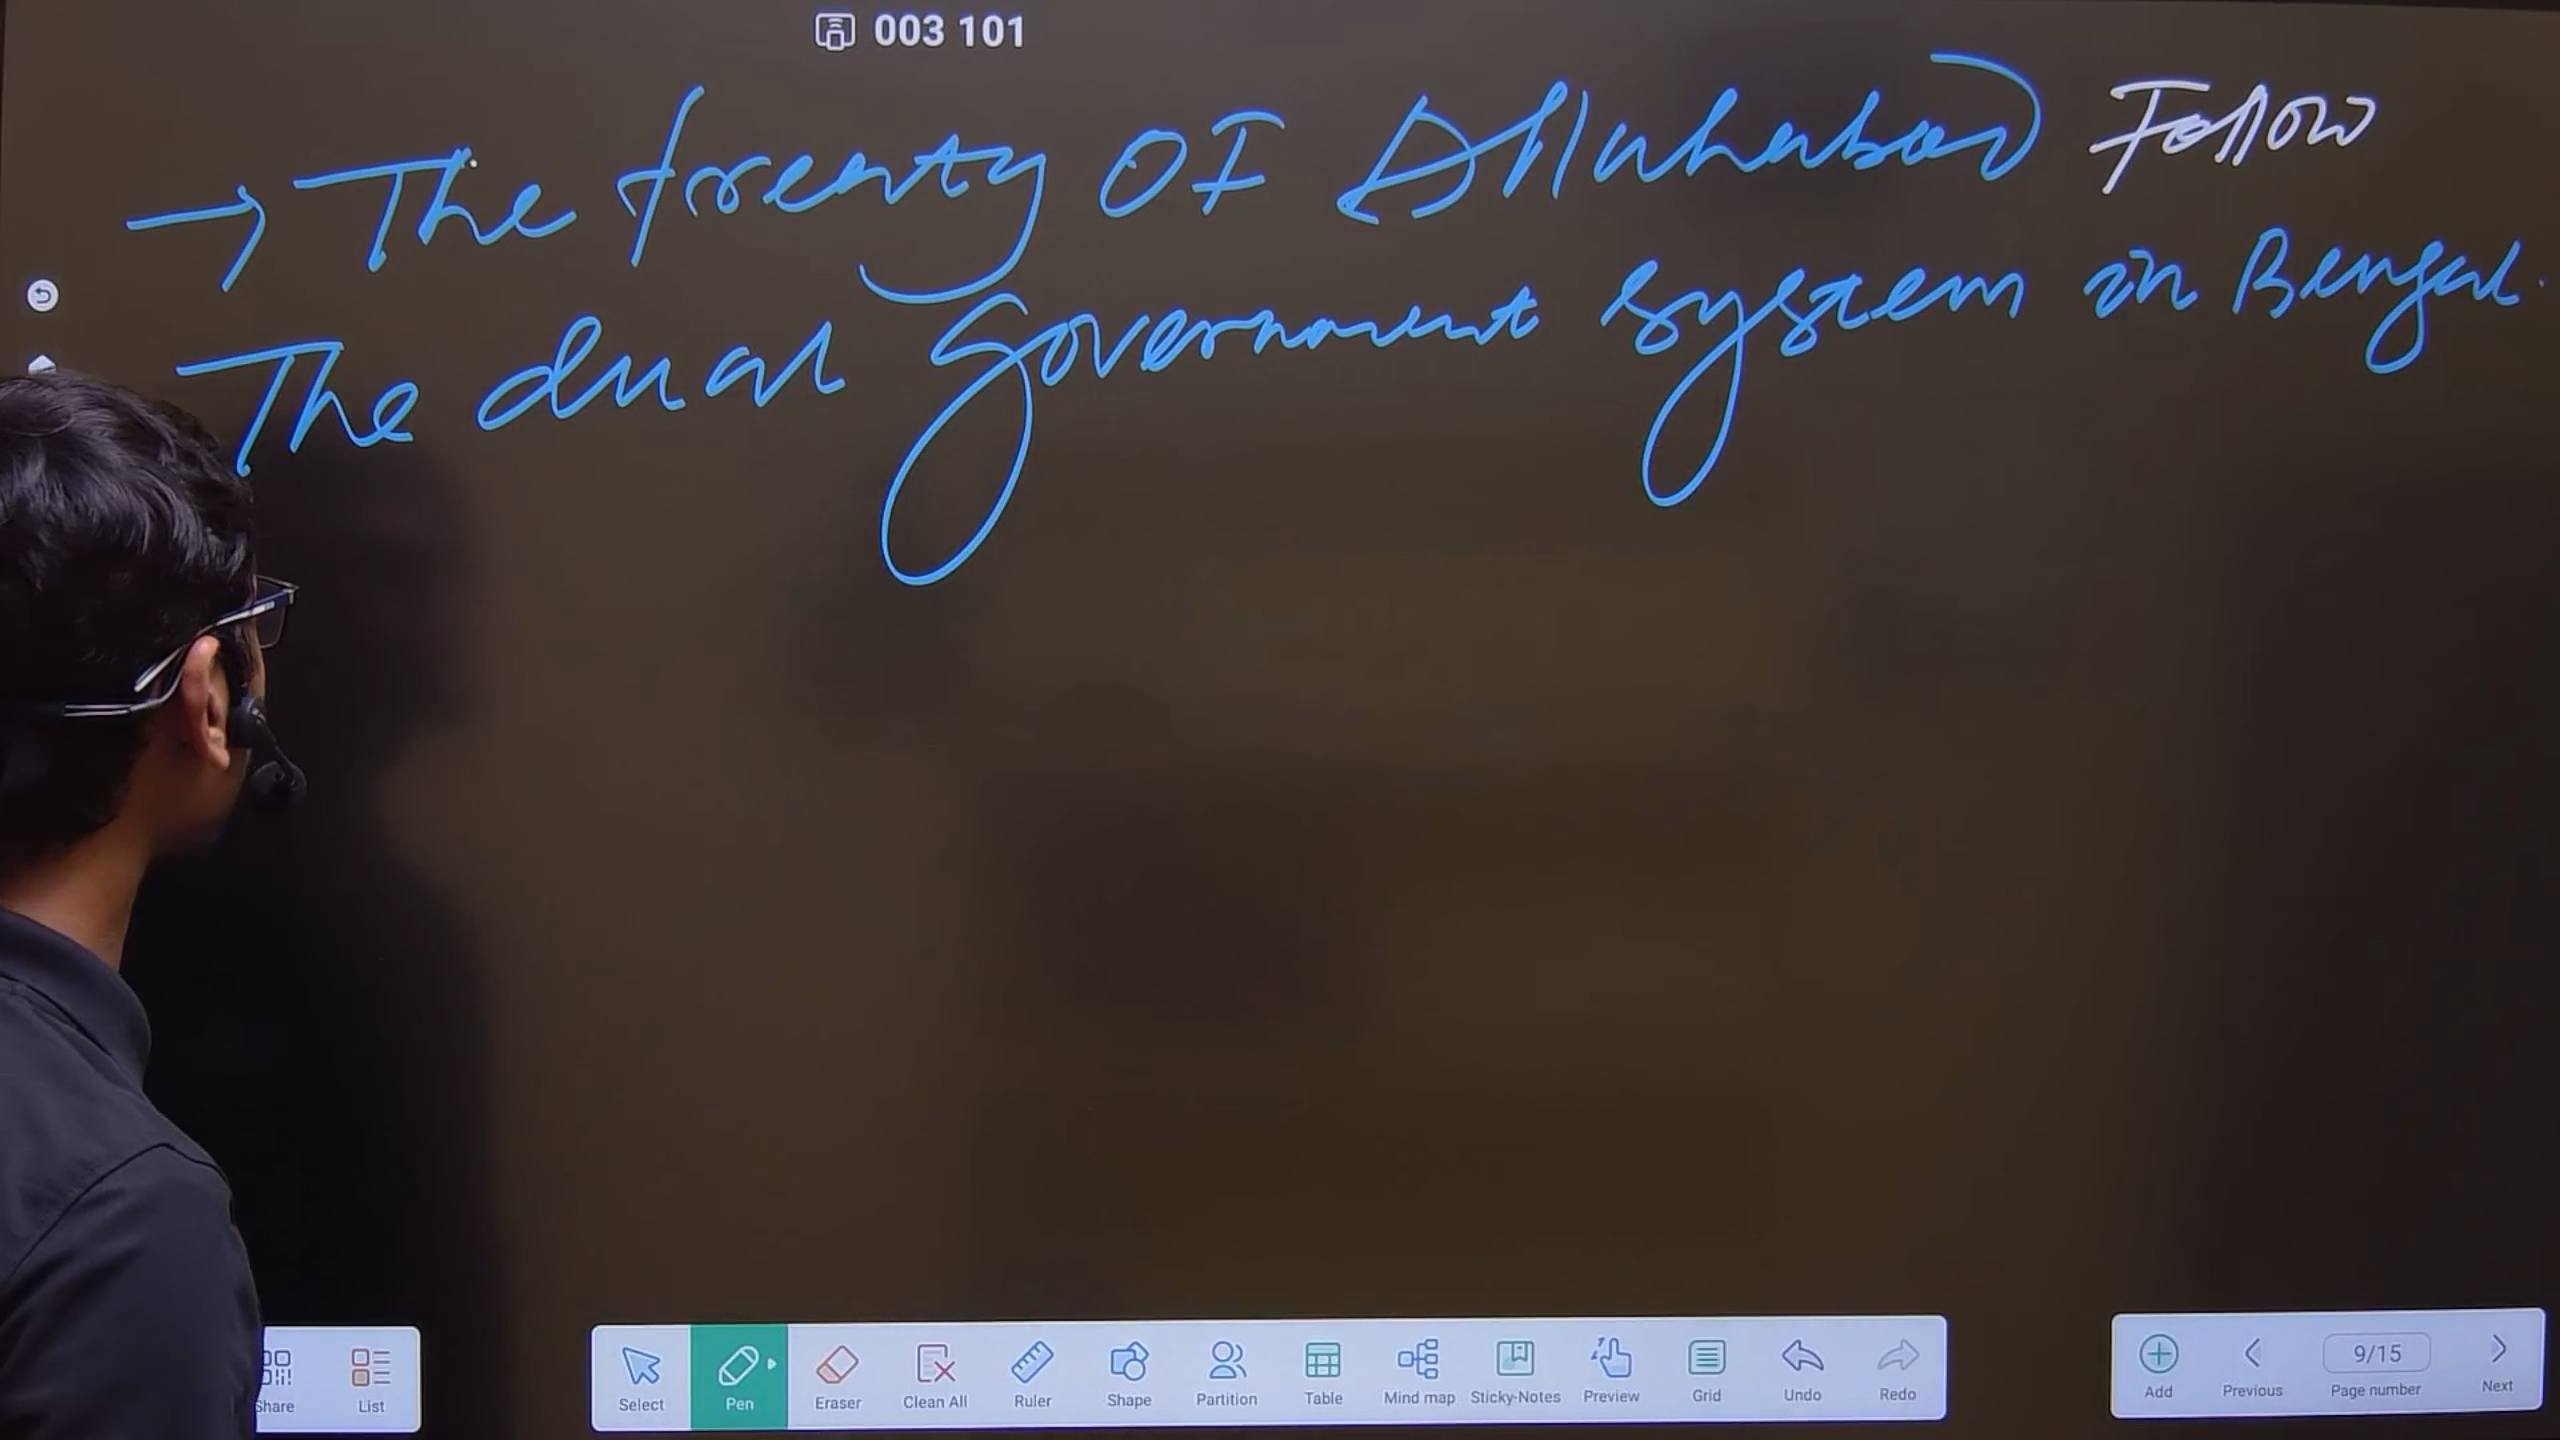 003 101
→ The treaty OF Allahabad Follow
The dual Government system in Bengal.
Share
List
Select
Pen
Eraser
Clean All
Ruler
Shape
Partition
Table
Mind map
Sticky-Notes
Preview
Grid
Undo
Redo
Add
Previous
9/15
Page number
Next